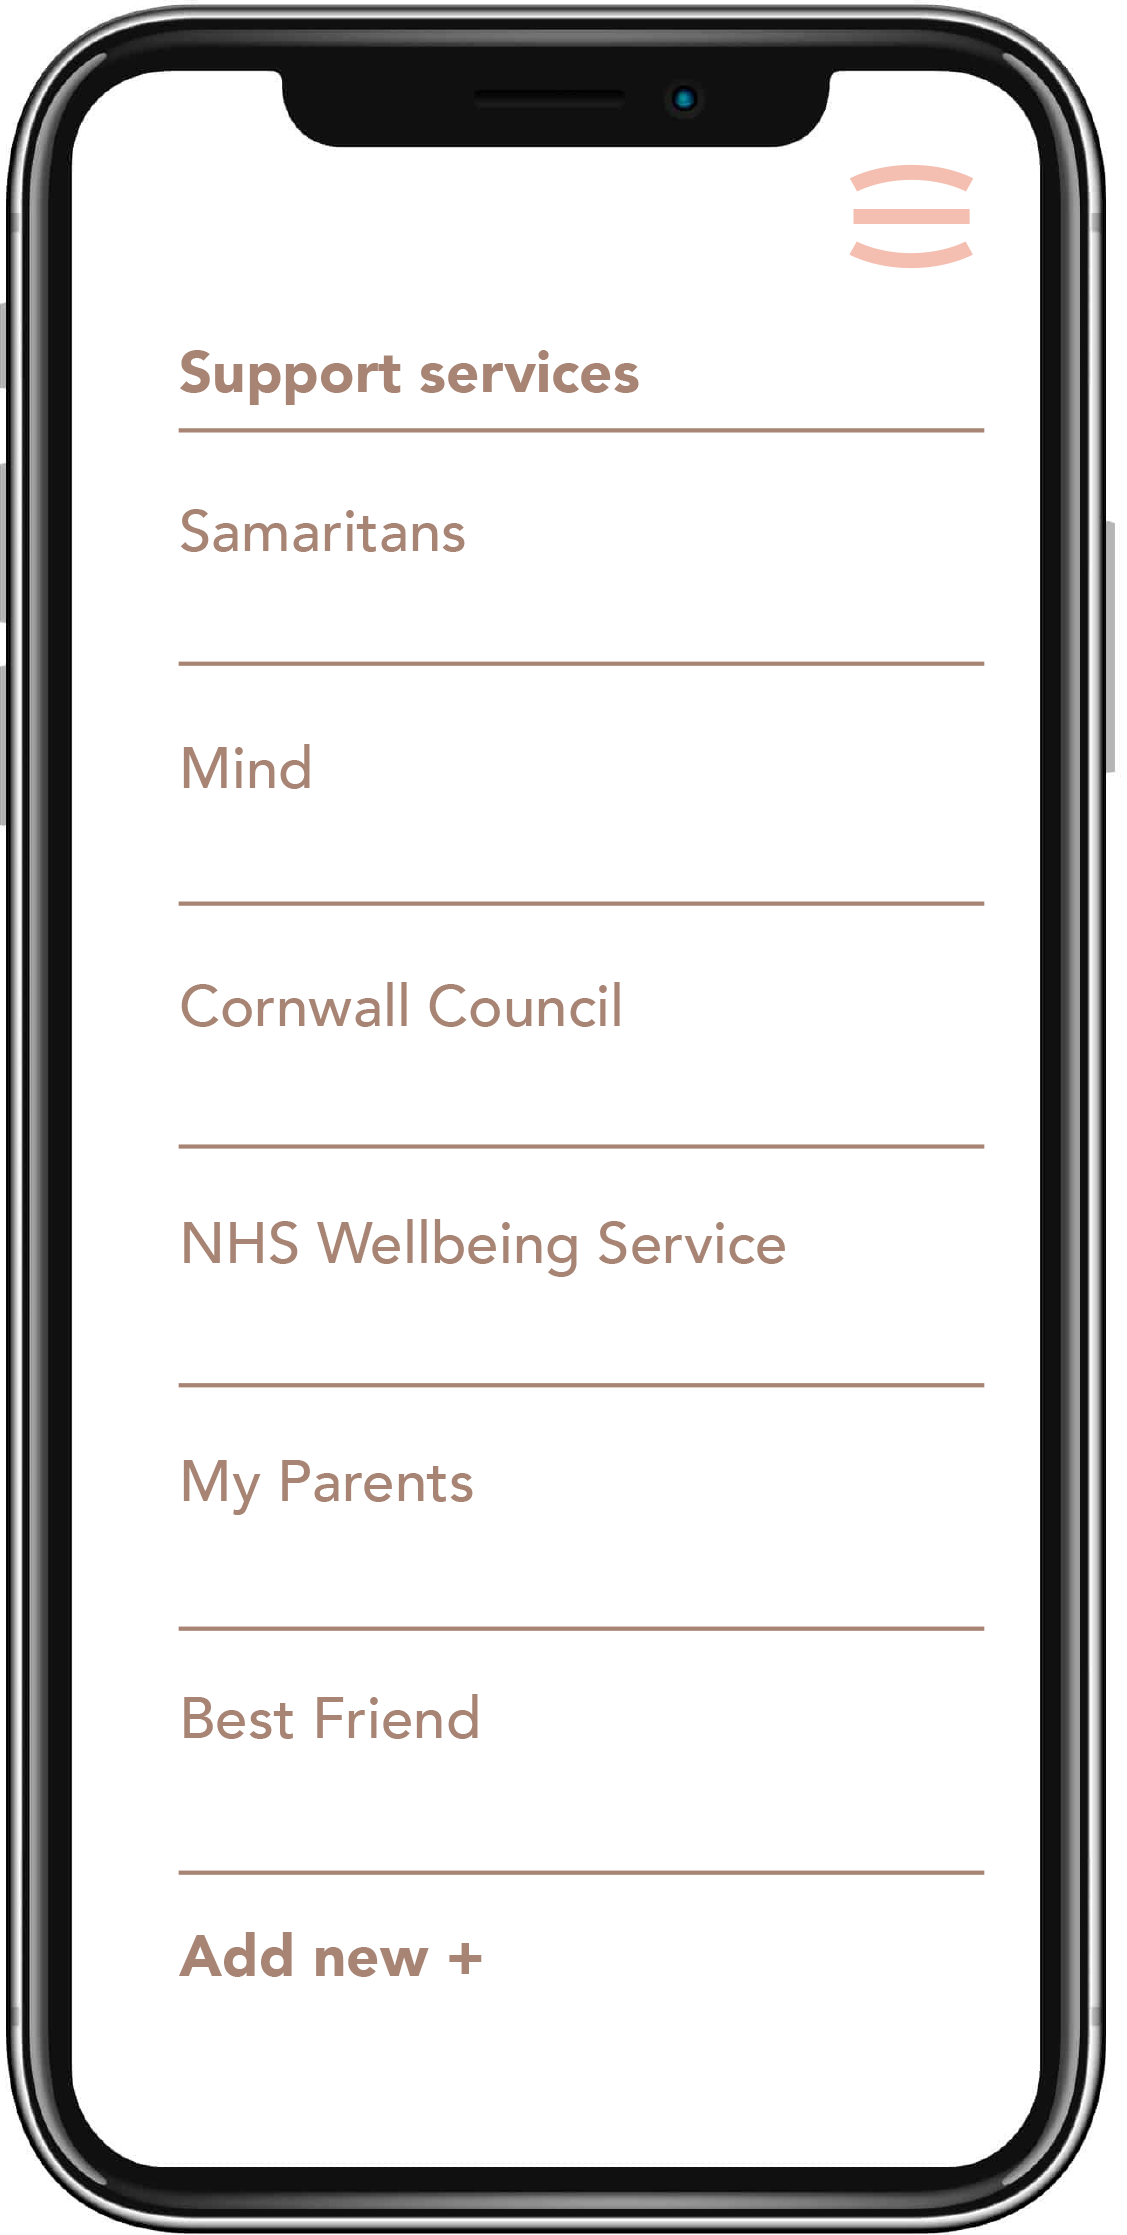 Support services
Samaritans
Mind
Cornwall Council
NHS Wellbeing Service
My Parents
Best Friend
Add new +